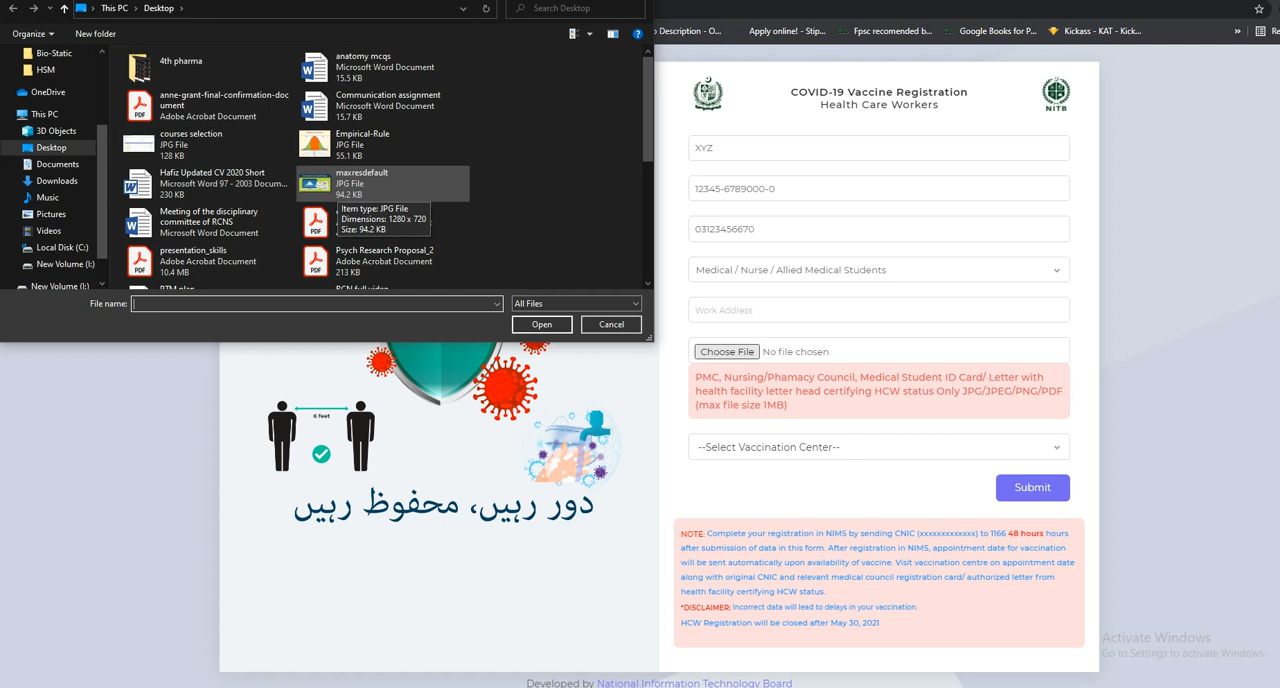 This PC
Desktop
Search Desktop
Organize
New folder
Bio-Static
HSM
OneDrive
This PC
3D Objects
Desktop
Documents
Downloads
Music
Pictures
Videos
Local Disk (C:)
New Volume (I:)
New Volume (I:)
4th pharma
anne-grant-final-confirmation-doc
ument
Adobe Acrobat Document
courses selection
JPG File
128 KB
Hafiz Updated CV 2020 Short
Microsoft Word 97 - 2003 Docum...
230 KB
Meeting of the disciplinary
committee of RCNS
Microsoft Word Document
presentation_skills
Adobe Acrobat Document
10.4 MB
anatomy mcqs
Microsoft Word Document
15.5 KB
Communication assignment
Microsoft Word Document
15.7 KB
Empirical-Rule
JPG File
55.1 KB
maxresdefault
JPG File
94.2 KB
Item type: JPG File
Dimensions: 1280 x 720
Size: 94.2 KB
Psych Research Proposal_2
Adobe Acrobat Document
213 KB
PDF
PDF
PDF
PDF
File name:
All Files
Open
Cancel
Description - O...
Apply online! - Stip...
Fpsc recomended b...
Google Books for P...
Kickass - KAT - Kick...
»
Re
COVID-19 Vaccine Registration
Health Care Workers
NITB
XYZ
12345-6789000-0
03123456670
Medical / Nurse / Allied Medical Students
Work Address
Choose File No file chosen
PMC, Nursing/Phamacy Council, Medical Student ID Card/ Letter with
health facility letter head certifying HCW status Only JPG/JPEG/PNG/PDF
(max file size 1MB)
--Select Vaccination Center--
Submit
NOTE: Complete your registration in NIMS by sending CNIC (xxxxxxxxxxxxx) to 1166 48 hours hours
after submission of data in this form. After registration in NIMS, appointment date for vaccination
will be sent automatically upon availability of vaccine. Visit vaccination centre on appointment date
along with original CNIC and relevant medical council registration card/ authorized letter from
health facility certifying HCW status.
*DISCLAIMER: Incorrect data will lead to delays in your vaccination.
HCW Registration will be closed after May 30, 2021
6 feet
دور رہیں، محفوظ رہیں
Activate Windows
Go to Settings to activate Windows.
Developed by National Information Technology Board